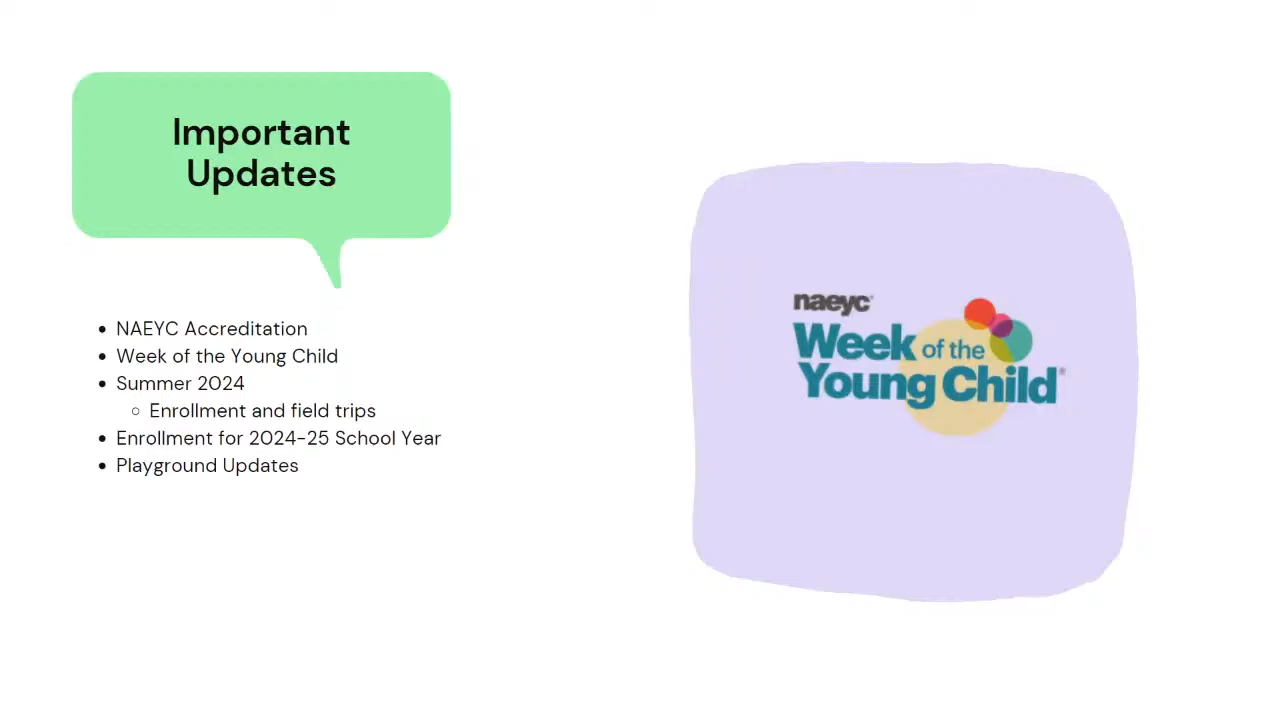 Important
Updates
• NAEYC Accreditation
• Week of the Young Child
• Summer 2024
○ Enrollment and field trips
• Enrollment for 2024-25 School Year
• Playground Updates
naeyc®
Week of the
Young Child®